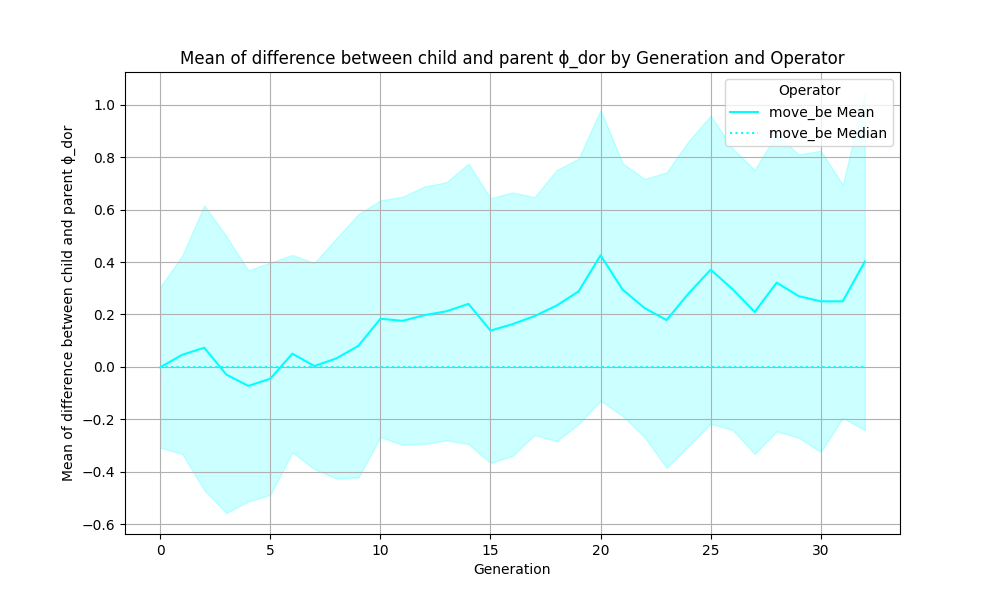 Mean of difference between child and parent ϕ_dor by Generation and Operator
Mean of difference between child and parent ϕ_dor
1.0
0.8
0.6
0.4
0.2
0.0
−0.2
−0.4
−0.6
Operator
move_be Mean
move_be Median
0 5 10 15 20 25 30
Generation